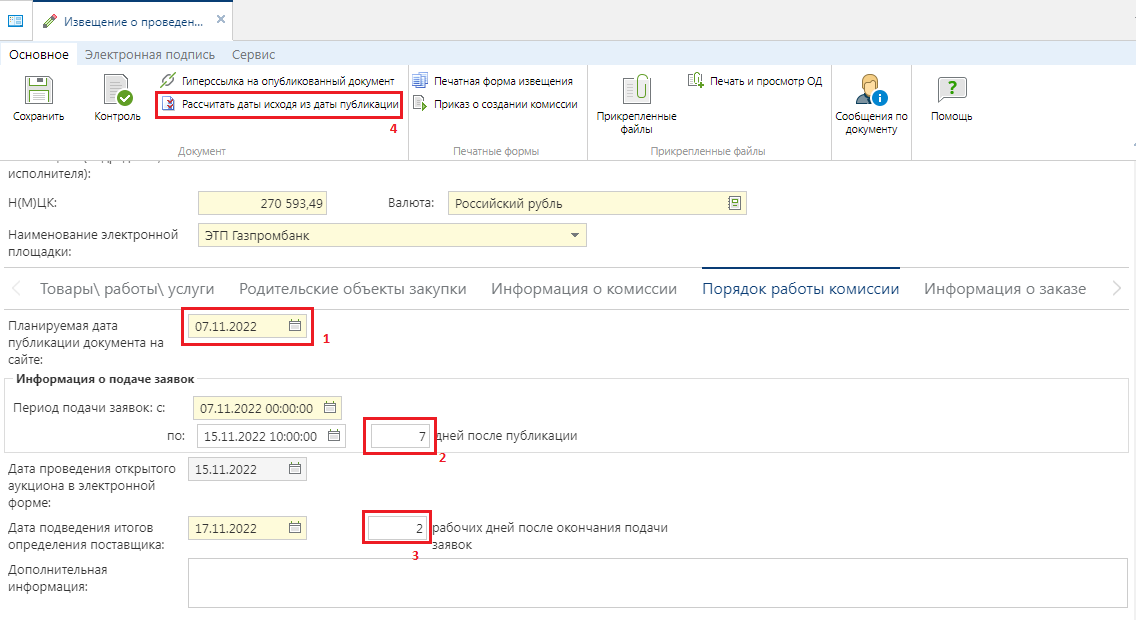 Извещение о проведен...
Основное Электронная подпись Сервис
Сохранить
Контроль
Гиперссылка на опубликованный документ
Рассчитать даты исходя из даты публикации
4
Документ
Печатная форма извещения
Приказ о создании комиссии
Печатные формы
Прикрепленные
файлы
Печать и просмотр ОД
Прикрепленные файлы
Сообщения по
документу
Помощь
исполнителя):
Н(М)ЦК: 270 593,49 Валюта: Российский рубль
Наименование электронной
площадки:
ЭТП Газпромбанк
Товары\ работы\ услуги Родительские объекты закупки Информация о комиссии Порядок работы комиссии Информация о заказе
Планируемая дата
публикации документа на
сайте:
07.11.2022
1
Информация о подаче заявок
Период подачи заявок: с: 07.11.2022 00:00:00
по: 15.11.2022 10:00:00 7 дней после публикации
2
Дата проведения открытого
аукциона в электронной
форме:
15.11.2022
Дата подведения итогов
определения поставщика:
17.11.2022
2 рабочих дней после окончания подачи
заявок
3
Дополнительная
информация: